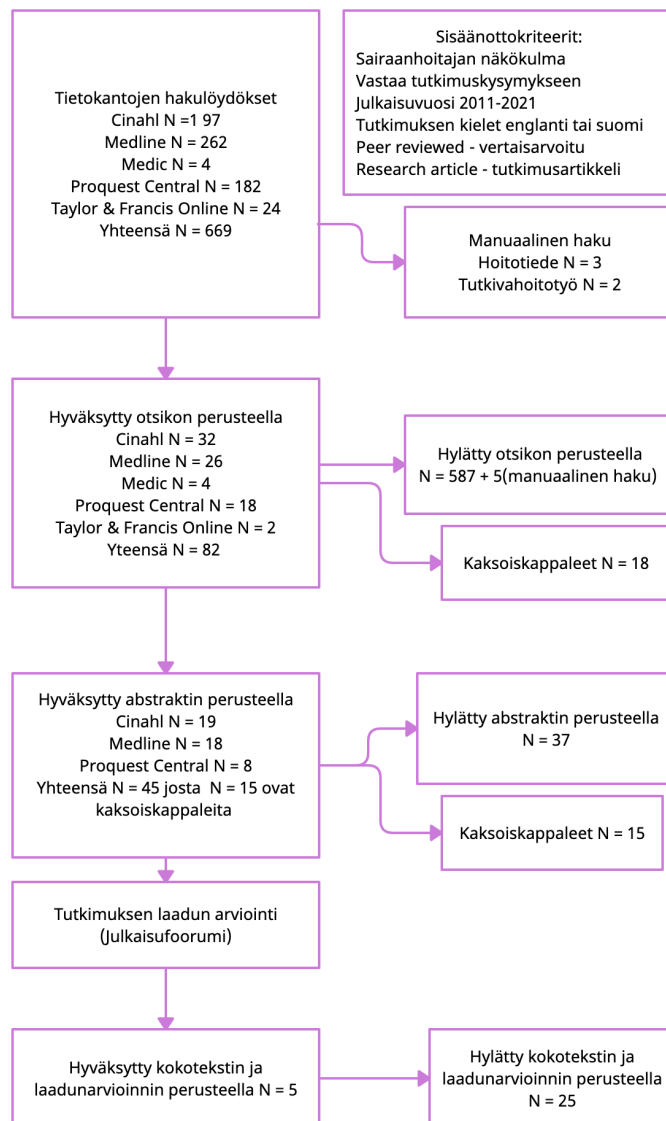 Tietokantojen hakulöydökset
Cinahl N =1 97
Medline N = 262
Medic N = 4
Proquest Central N = 182
Taylor & Francis Online N = 24
Yhteensä N = 669
Sisäänottokriteerit:
Sairaanhoitajan näkökulma
Vastaa tutkimuskysymykseen
Julkaisuvuosi 2011-2021
Tutkimuksen kielet englanti tai suomi
Peer reviewed - vertaisarvoitu
Research article - tutkimusartikkeli
Manuaalinen haku
Hoitotiede N = 3
Tutkivahoitotyö N = 2
Hyväksytty otsikon perusteella
Cinahl N = 32
Medline N = 26
Medic N = 4
Proquest Central N = 18
Taylor & Francis Online N = 2
Yteensä N = 82
Hylätty otsikon perusteella
N = 587 + 5(manuaalinen haku)
Kaksoiskappaleet N = 18
Hyväksytty abstraktin perusteella
Cinahl N = 19
Medline N = 18
Proquest Central N = 8
Yhteensä N = 45 josta  N = 15 ovat
kaksoiskappaleita
Hylätty abstraktin perusteella
N = 37
Kaksoiskappaleet N = 15
Tutkimuksen laadun arviointi
(Julkaisufoorumi)
Hyväksytty kokotekstin ja
laadunarvioinnin perusteella N = 5
Hylätty kokotekstin ja
laadunarvioinnin perusteella
N = 25